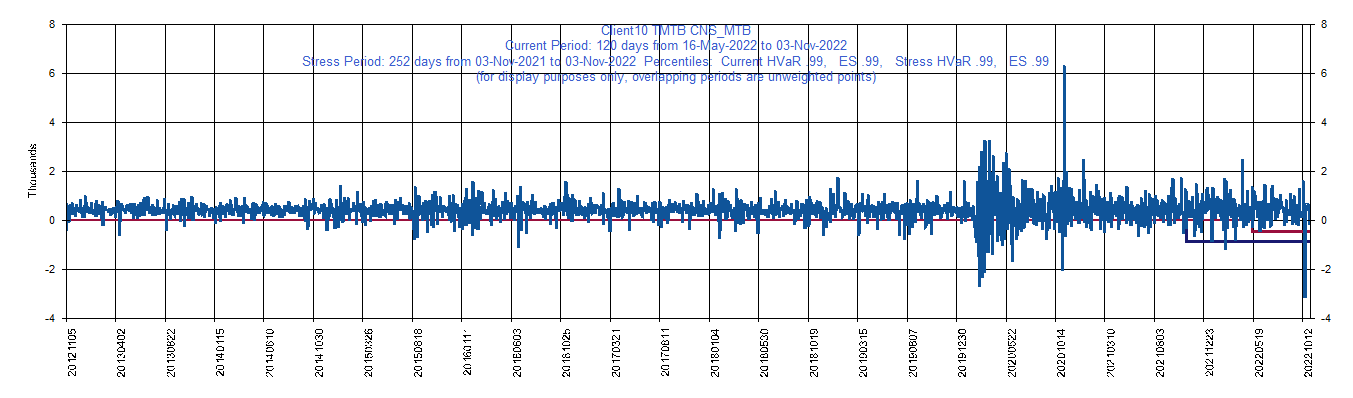 Client10 TMTB CNS_MTB
Current Period: 120 days from 16-May-2022 to 03-Nov-2022
Stress Period: 252 days from 03-Nov-2021 to 03-Nov-2022 Percentiles: Current HVaR .99, ES .99, Stress HVaR .99, ES .99
(for display purposes only, overlapping periods are unweighted points)
Thousands
8 8
6 6
4 4
2 2
0 0
-2 -2
-4 -4
20121105 20130402 20130822 20140115 20140610 20141030 20150326 20150818 20160111 20160603 20161025 20170321 20170811 20180104 20180530 20181019 20190315 20190807 20191230 20200522 20201014 20210310 20210803 20211223 20220519 20221012